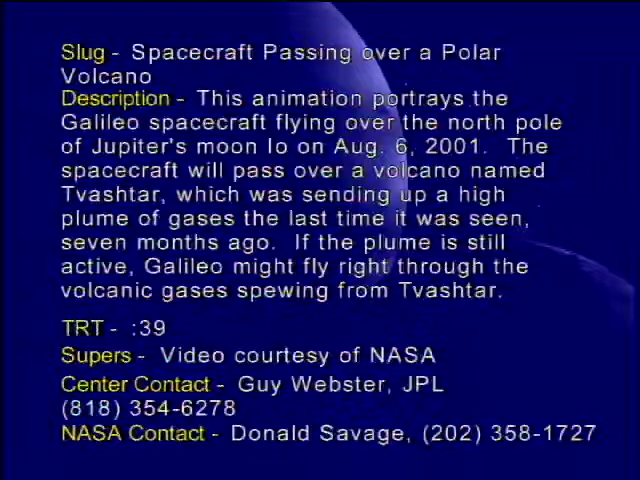 Slug - Spacecraft Passing over a Polar
Volcano
Description - This animation portrays the
Galileo spacecraft flying over the north pole
of Jupiter's moon Io on Aug. 6, 2001.  The
spacecraft will pass over a volcano named
Tvashtar, which was sending up a high
plume of gases the last time it was seen,
seven months ago.  If the plume is still
active, Galileo might fly right through the
volcanic gases spewing from Tvashtar.
TRT - :39
Supers - Video courtesy of NASA
Center Contact - Guy Webster, JPL
(818) 354-6278
NASA Contact - Donald Savage, (202) 358-1727